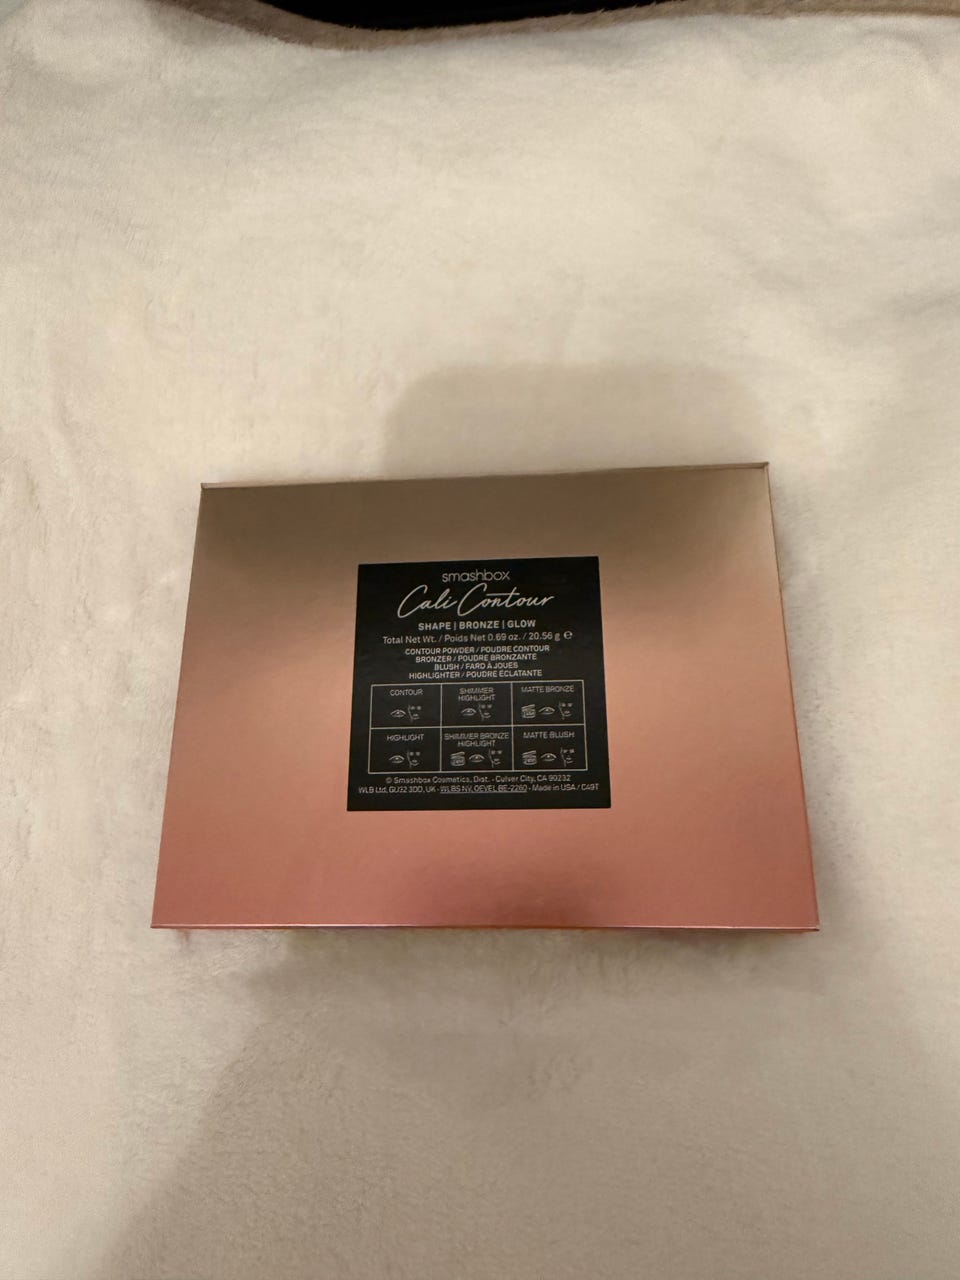 smashbox
Cali Contour
SHAPE | BRONZE | GLOW
Total Net Wt. / Poids Net 0.69 oz. / 20.56 g ℮
CONTOUR POWDER / POUDRE CONTOUR
BRONZER / POUDRE BRONZANTE
BLUSH / FARD À JOUES
HIGHLIGHTER / POUDRE ÉCLATANTE
CONTOUR
SHIMMER
HIGHLIGHT
MATTE BRONZE
HIGHLIGHT
SHIMMER BRONZE
HIGHLIGHT
MATTE BLUSH
© Smashbox Cosmetics, Dist. • Culver City, CA 90232
WLB Ltd, GU32 3DD, UK • WLBS NV, OEVEL BE-2260 • Made in USA / C49T